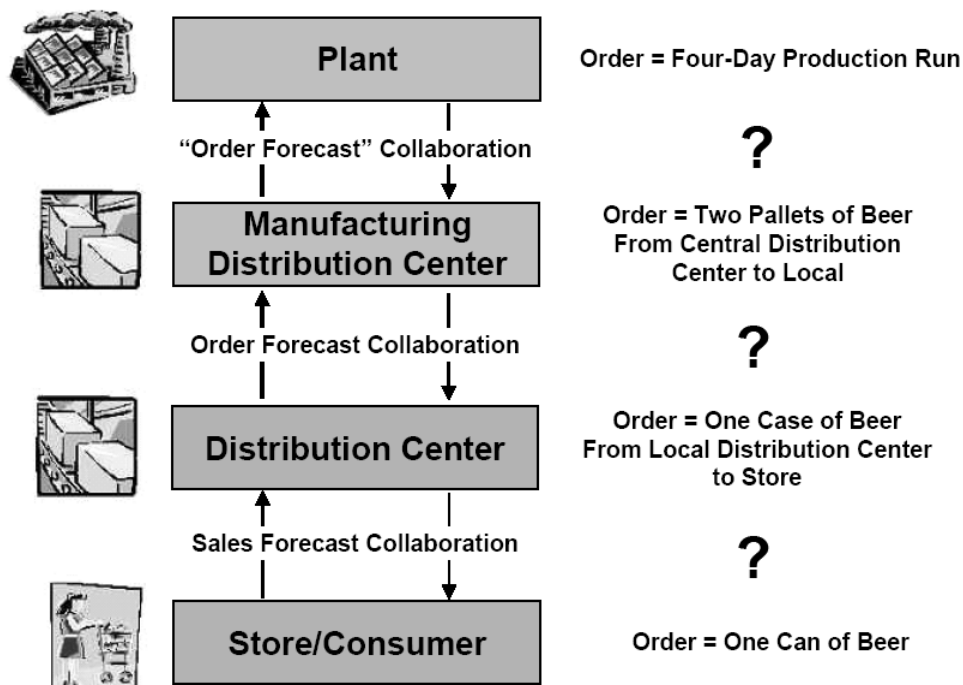 Plant
Order = Four-Day Production Run
“Order Forecast” Collaboration
?
Manufacturing
Distribution Center
Order = Two Pallets of Beer
From Central Distribution
Center to Local
Order Forecast Collaboration
?
Distribution Center
Order = One Case of Beer
From Local Distribution Center
to Store
Sales Forecast Collaboration
?
Store/Consumer
Order = One Can of Beer